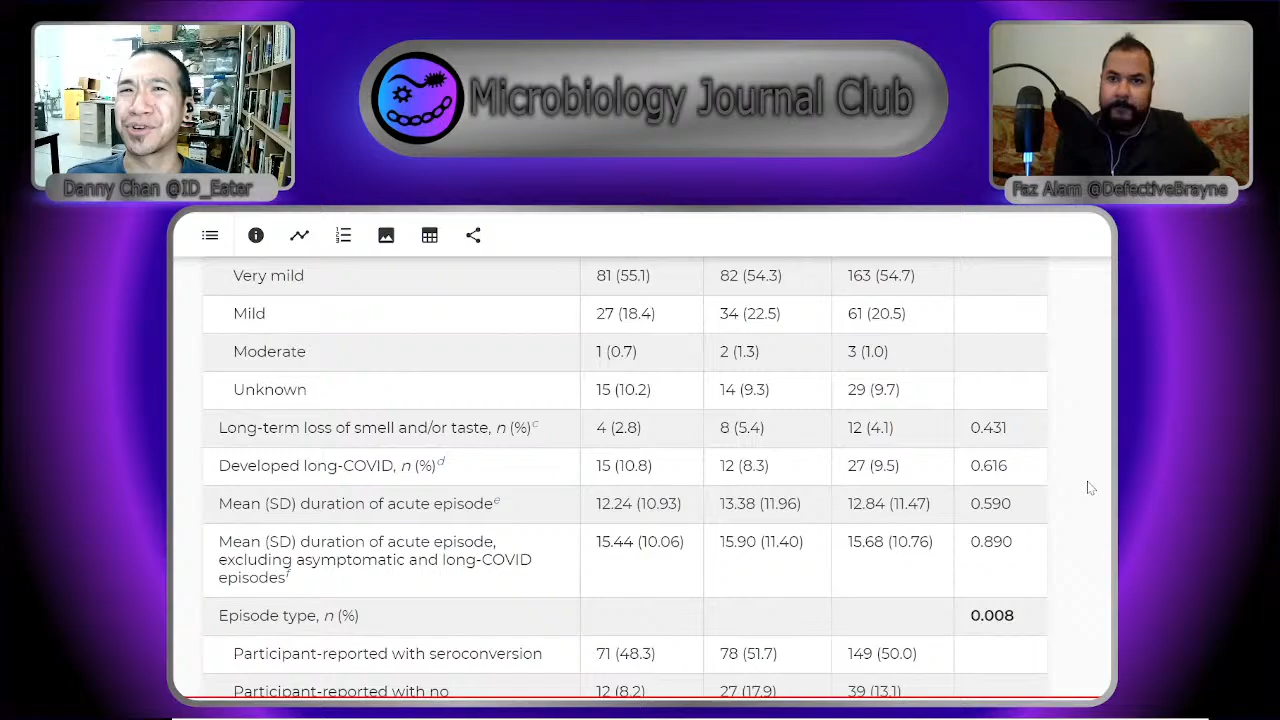 Microbiology Journal Club
Danny Chan @ID_Eater
Faz Alam @DefectiveBrayne
Very mild 81 (55.1) 82 (54.3) 163 (54.7)
Mild 27 (18.4) 34 (22.5) 61 (20.5)
Moderate 1 (0.7) 2 (1.3) 3 (1.0)
Unknown 15 (10.2) 14 (9.3) 29 (9.7)
Long-term loss of smell and/or taste, n (%)c 4 (2.8) 8 (5.4) 12 (4.1) 0.431
Developed long-COVID, n (%)d 15 (10.8) 12 (8.3) 27 (9.5) 0.616
Mean (SD) duration of acute episodee 12.24 (10.93) 13.38 (11.96) 12.84 (11.47) 0.590
Mean (SD) duration of acute episode, 15.44 (10.06) 15.90 (11.40) 15.68 (10.76) 0.890
excluding asymptomatic and long-COVID
episodesf
Episode type, n (%) 0.008
Participant-reported with seroconversion 71 (48.3) 78 (51.7) 149 (50.0)
Participant-reported with no 12 (8.2) 27 (17.9) 39 (13.1)